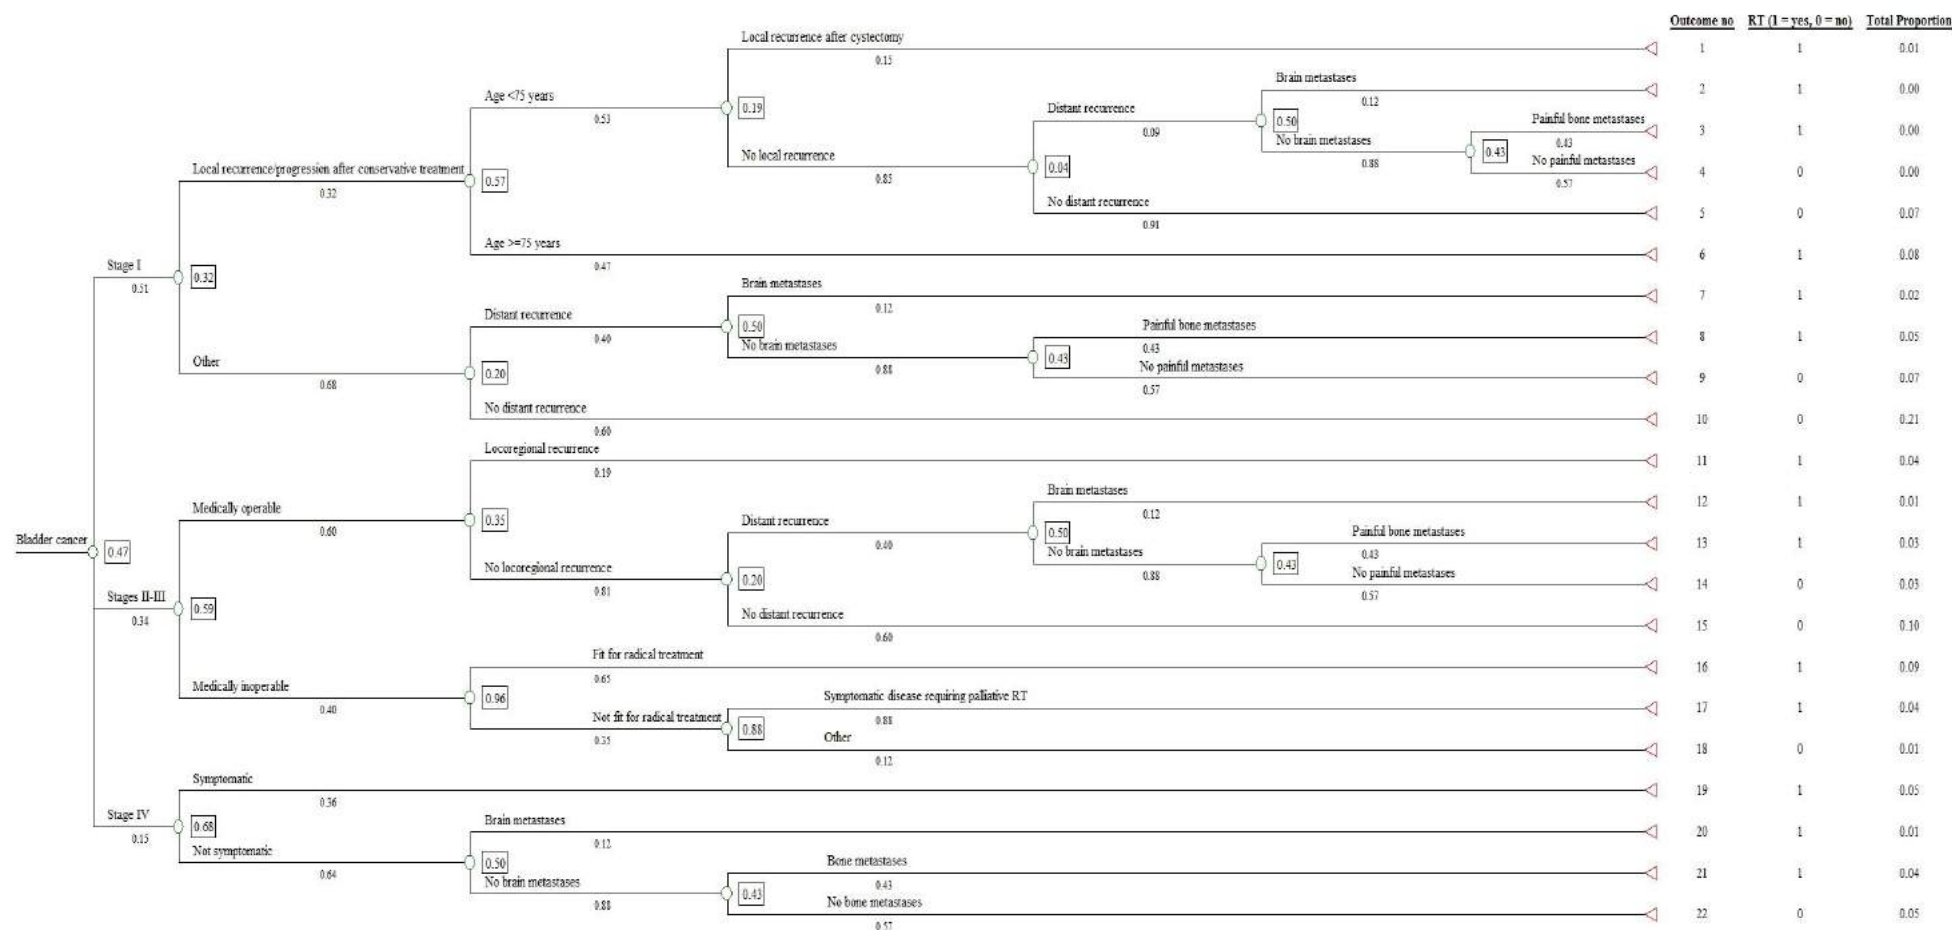 Outcome no RT (1 = yes, 0 = no) Total Proportion
Local recurrence after cystectomy
0.15
1 1 0.01
Brain metastases
0.12
2 1 0.00
Age <75 years
0.53
0.19
Distant recurrence
0.09
0.50
Painful bone metastases
0.43
3 1 0.00
No brain metastases
0.88
0.43
No painful metastases
0.57
4 0 0.00
No local recurrence
0.85
0.04
Local recurrence/progression after conservative treatment
0.32
0.57
No distant recurrence
0.91
5 0 0.07
Age >=75 years
0.47
6 1 0.08
Stage I
0.51
0.32
Brain metastases
0.12
7 1 0.02
Distant recurrence
0.40
0.50
Painful bone metastases
0.43
8 1 0.05
No brain metastases
0.88
0.43
No painful metastases
0.57
9 0 0.07
Other
0.68
0.20
No distant recurrence
0.60
10 0 0.21
Locoregional recurrence
0.19
11 1 0.04
Medically operable
0.60
0.35
Brain metastases
0.12
12 1 0.01
Distant recurrence
0.40
0.50
Painful bone metastases
0.43
13 1 0.03
No brain metastases
0.88
0.43
No painful metastases
0.57
14 0 0.03
Bladder cancer
0.47
No locoregional recurrence
0.81
0.20
Stages II-III
0.34
0.59
No distant recurrence
0.60
15 0 0.10
Fit for radical treatment
0.65
16 1 0.09
Medically inoperable
0.40
0.96
Symptomatic disease requiring palliative RT
0.88
17 1 0.04
Not fit for radical treatment
0.35
0.88
Other
0.12
18 0 0.01
Symptomatic
0.36
19 1 0.05
Stage IV
0.15
0.68
Brain metastases
0.12
20 1 0.01
Not symptomatic
0.64
0.50
Bone metastases
0.43
21 1 0.04
No brain metastases
0.88
0.43
No bone metastases
0.57
22 0 0.05